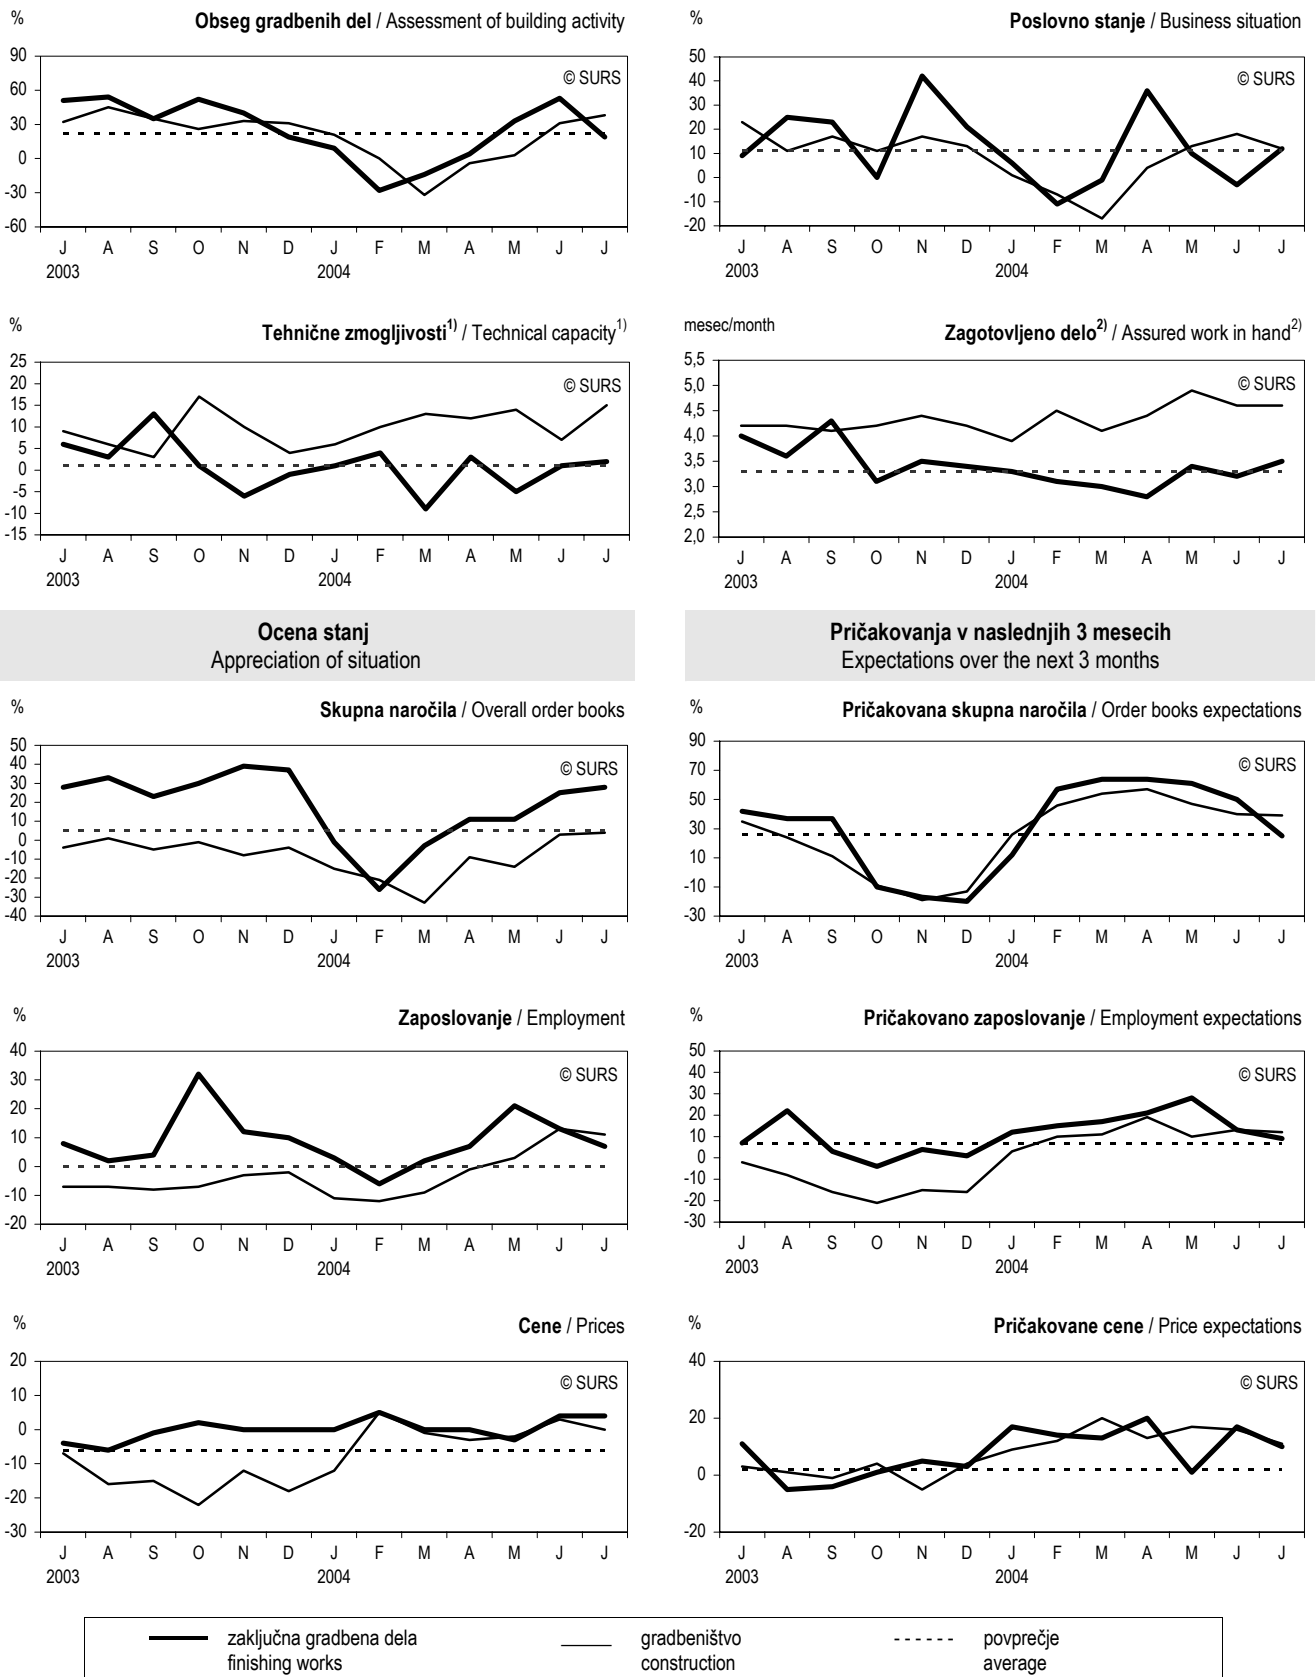 % Obseg gradbenih del / Assessment of building activity
© SURS
90
60
30
0
-30
-60
J A S O N D J F M A M J J
2003 2004
% Poslovno stanje / Business situation
© SURS
50
40
30
20
10
0
-10
-20
J A S O N D J F M A M J J
2003 2004
% Tehnične zmogljivosti1) / Technical capacity1)
© SURS
25
20
15
10
5
0
-5
-10
-15
J A S O N D J F M A M J J
2003 2004
mesec/month Zagotovljeno delo2) / Assured work in hand2)
© SURS
5,5
5,0
4,5
4,0
3,5
3,0
2,5
2,0
J A S O N D J F M A M J J
2003 2004
Ocena stanj
Appreciation of situation
Pričakovanja v naslednjih 3 mesecih
Expectations over the next 3 months
% Skupna naročila / Overall order books
© SURS
50
40
30
20
10
0
-10
-20
-30
-40
J A S O N D J F M A M J J
2003 2004
% Pričakovana skupna naročila / Order books expectations
© SURS
90
70
50
30
10
-10
-30
J A S O N D J F M A M J J
2003 2004
% Zaposlovanje / Employment
© SURS
40
30
20
10
0
-10
-20
J A S O N D J F M A M J J
2003 2004
% Pričakovano zaposlovanje / Employment expectations
© SURS
50
40
30
20
10
0
-10
-20
-30
J A S O N D J F M A M J J
2003 2004
% Cene / Prices
© SURS
20
10
0
-10
-20
-30
J A S O N D J F M A M J J
2003 2004
% Pričakovane cene / Price expectations
© SURS
40
20
0
-20
J A S O N D J F M A M J J
2003 2004
zaključna gradbena dela
finishing works
gradbeništvo
construction
povprečje
average